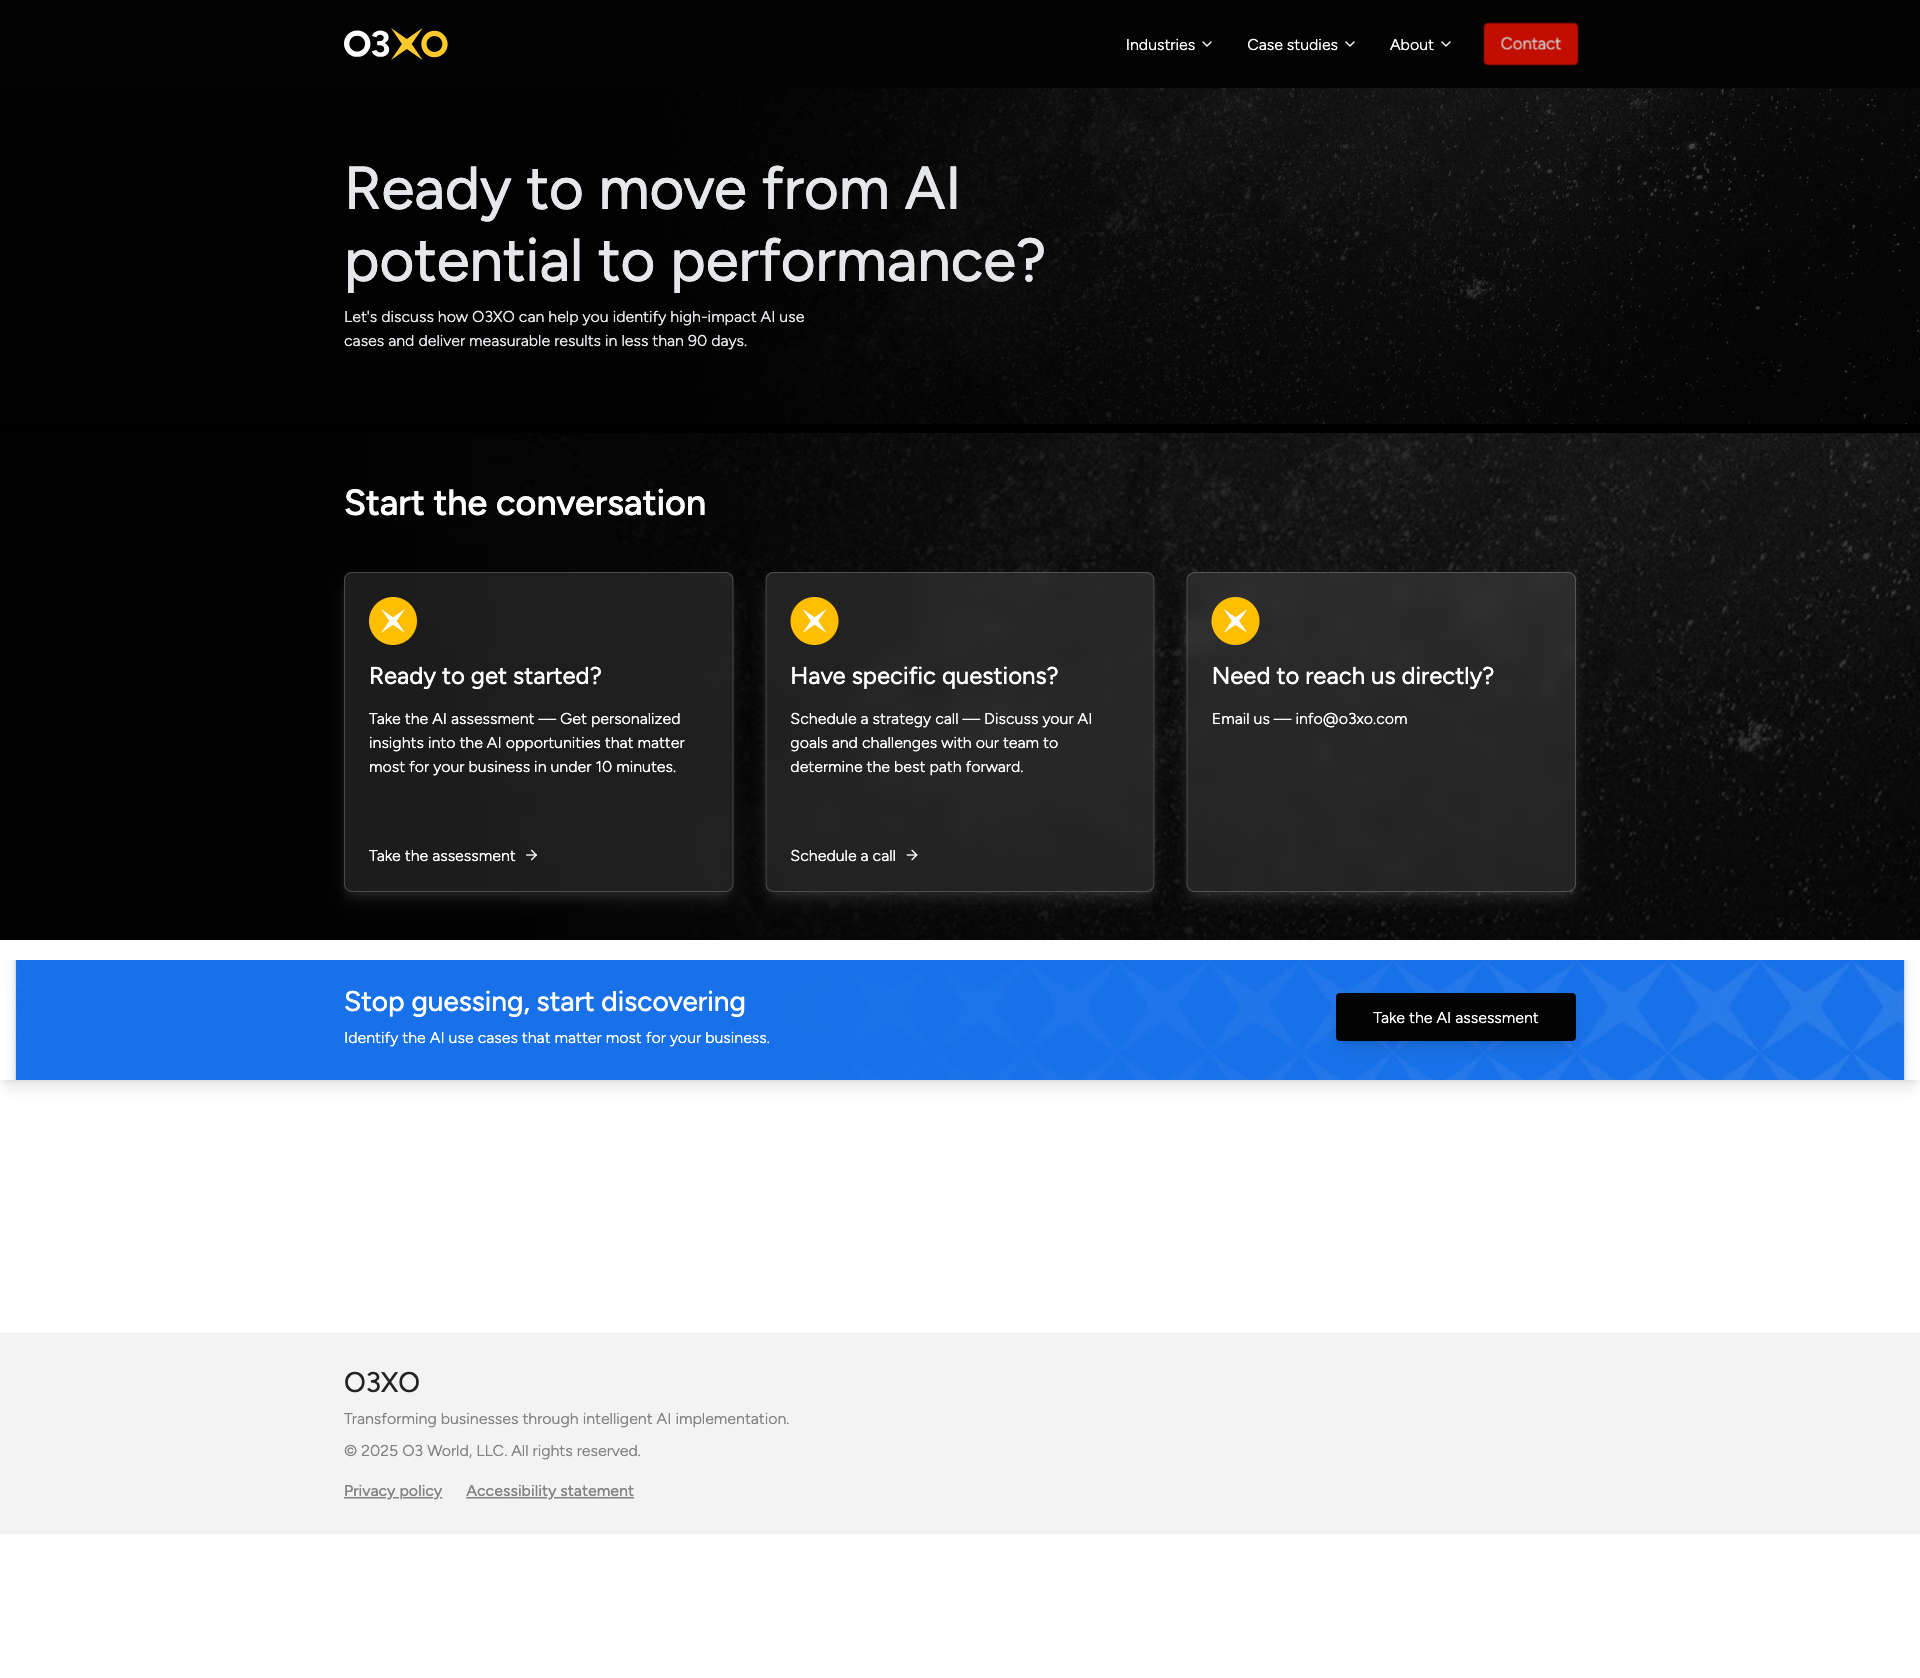 O3XO
Industries
Case studies
About
Contact
Ready to move from AI
potential to performance?
Let's discuss how O3XO can help you identify high-impact AI use
cases and deliver measurable results in less than 90 days.
Start the conversation
Ready to get started?
Take the AI assessment — Get personalized
insights into the AI opportunities that matter
most for your business in under 10 minutes.
Take the assessment →
Have specific questions?
Schedule a strategy call — Discuss your AI
goals and challenges with our team to
determine the best path forward.
Schedule a call →
Need to reach us directly?
Email us — info@o3xo.com
Stop guessing, start discovering
Identify the AI use cases that matter most for your business.
Take the AI assessment
O3XO
Transforming businesses through intelligent AI implementation.
© 2025 O3 World, LLC. All rights reserved.
Privacy policy
Accessibility statement